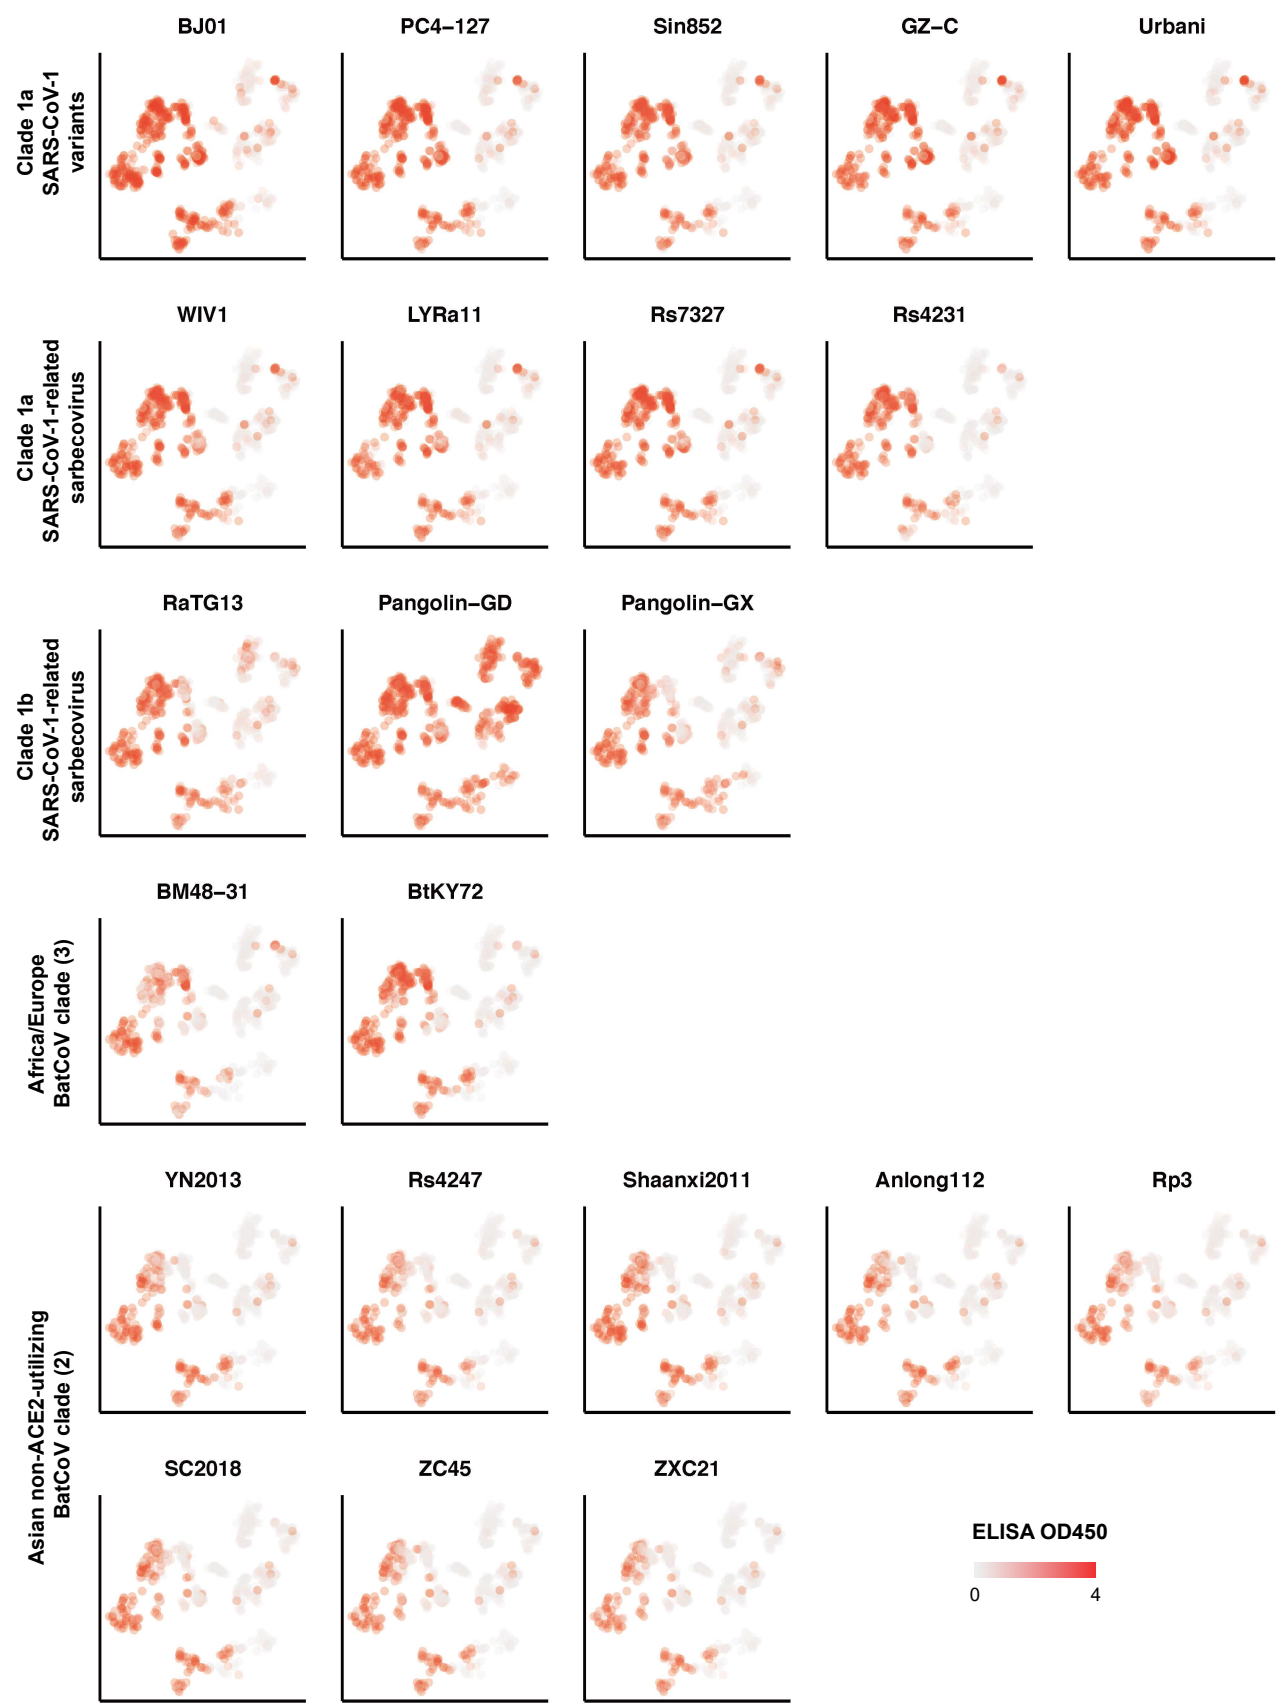 BJ01
PC4–127
Sin852
GZ–C
Urbani
Clade 1a
SARS-CoV-1
variants
WIV1
LYRa11
Rs7327
Rs4231
Clade 1a
SARS-CoV-1-related
sarbecovirus
RaTG13
Pangolin–GD
Pangolin–GX
Clade 1b
SARS-CoV-1-related
sarbecovirus
BM48–31
BtKY72
Africa/Europe
BatCoV clade (3)
YN2013
Rs4247
Shaanxi2011
Anlong112
Rp3
Asian non-ACE2-utilizing
BatCoV clade (2)
SC2018
ZC45
ZXC21
ELISA OD450
0
4